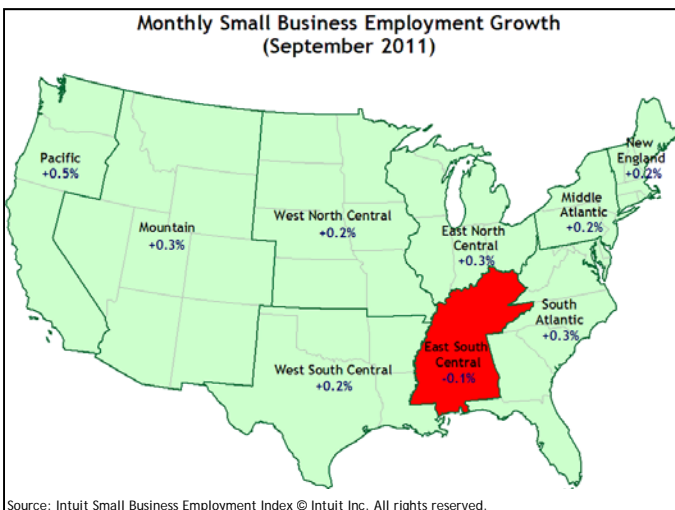 Monthly Small Business Employment Growth
(September 2011)
Pacific
+0.5%
Mountain
+0.3%
West North Central
+0.2%
East North
Central
+0.3%
New
England
+0.2%
Middle
Atlantic
+0.2%
South
Atlantic
+0.3%
East South
Central
-0.1%
West South Central
+0.2%
Source: Intuit Small Business Employment Index © Intuit Inc. All rights reserved.